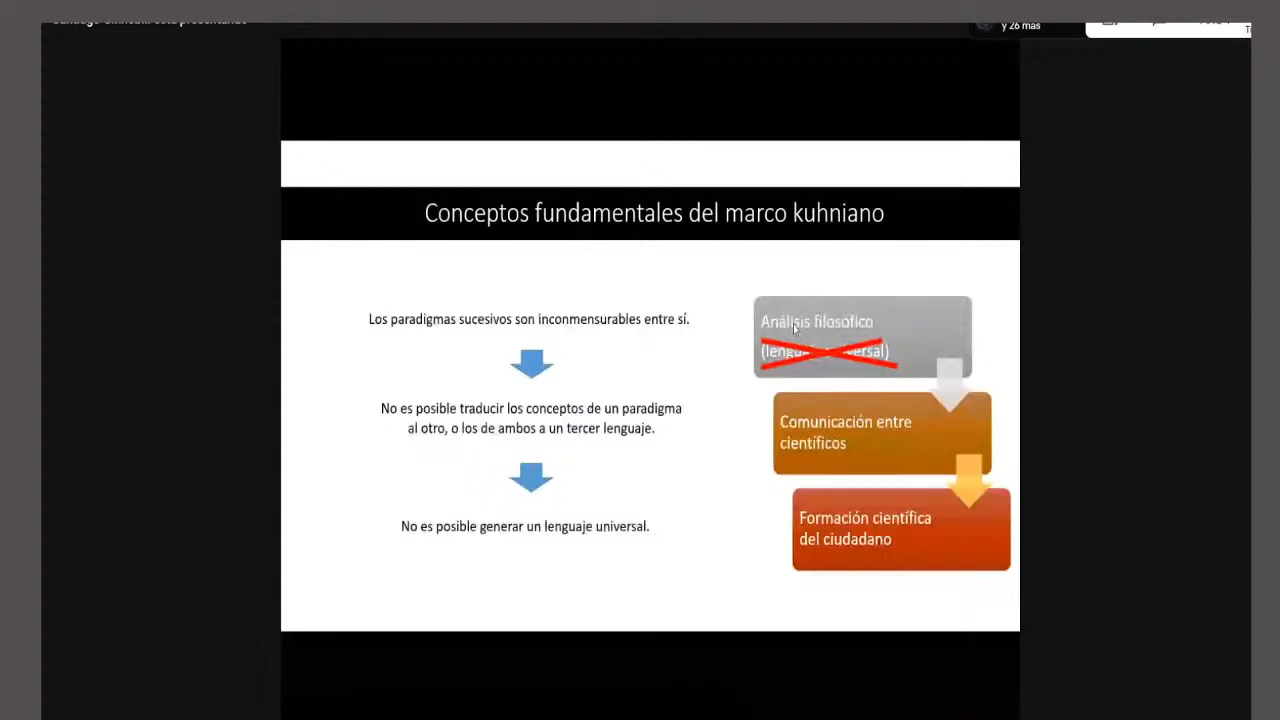 y 26 más
Conceptos fundamentales del marco kuhniano
Los paradigmas sucesivos son inconmensurables entre sí.
No es posible traducir los conceptos de un paradigma
al otro, o los de ambos a un tercer lenguaje.
No es posible generar un lenguaje universal.
Análisis filosófico
(lenguaje universal)
Comunicación entre
científicos
Formación científica
del ciudadano